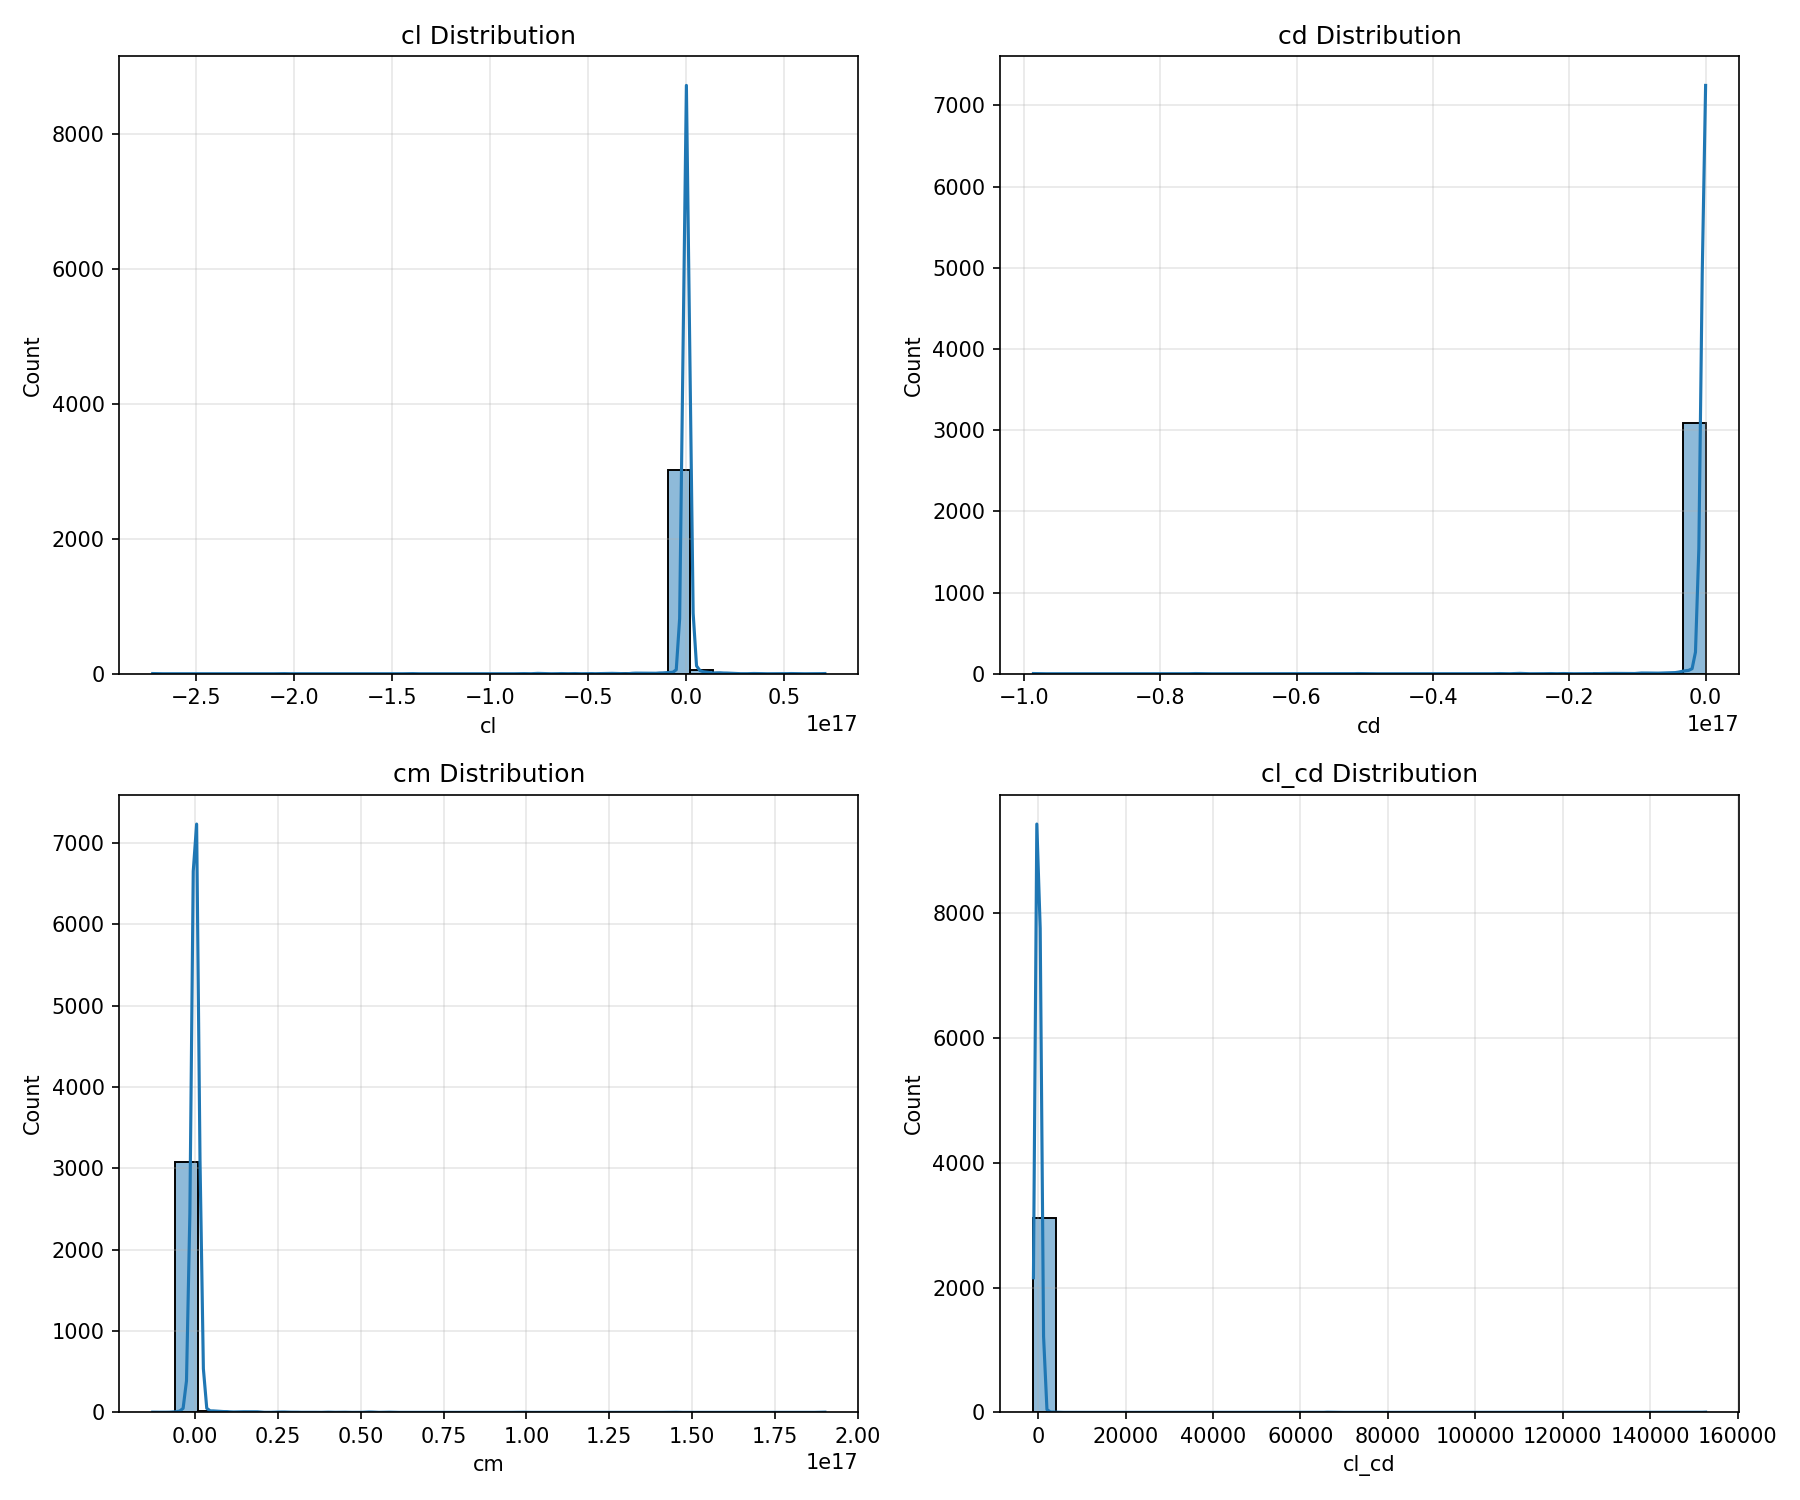 cl Distribution
Count
8000
6000
4000
2000
0
−2.5 −2.0 −1.5 −1.0 −0.5 0.0 0.5
1e17
cl
cd Distribution
Count
7000
6000
5000
4000
3000
2000
1000
0
−1.0 −0.8 −0.6 −0.4 −0.2 0.0
1e17
cd
cm Distribution
Count
7000
6000
5000
4000
3000
2000
1000
0
0.00 0.25 0.50 0.75 1.00 1.25 1.50 1.75 2.00
1e17
cm
cl_cd Distribution
Count
8000
6000
4000
2000
0
0 20000 40000 60000 80000 100000 120000 140000 160000
cl_cd